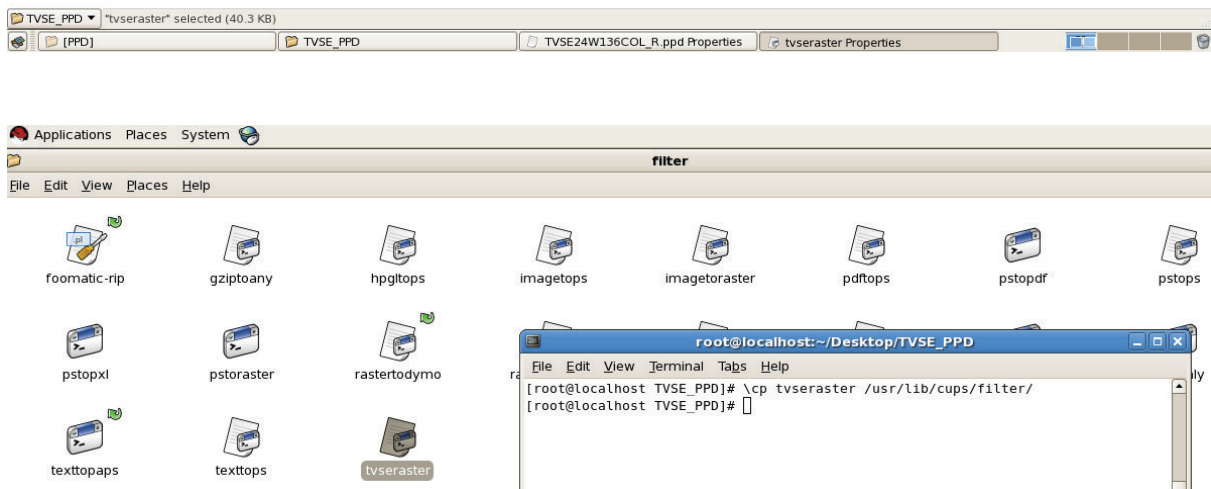 TVSE_PPD "tvseraster" selected (40.3 KB)
[PPD] TVSE_PPD TVSE24W136COL_R.ppd Properties tvseraster Properties
Applications Places System
filter
File Edit View Places Help
pl
foomatic-rip gziptoany hpgltops imagetops imagetoraster pdftops pstopdf pstops
pstopxl pstoraster rastertodymo
root@localhost:~/Desktop/TVSE_PPD
File Edit View Terminal Tabs Help
[root@localhost TVSE_PPD]# \cp tvseraster /usr/lib/cups/filter/
[root@localhost TVSE_PPD]#
texttopaps texttops tvseraster